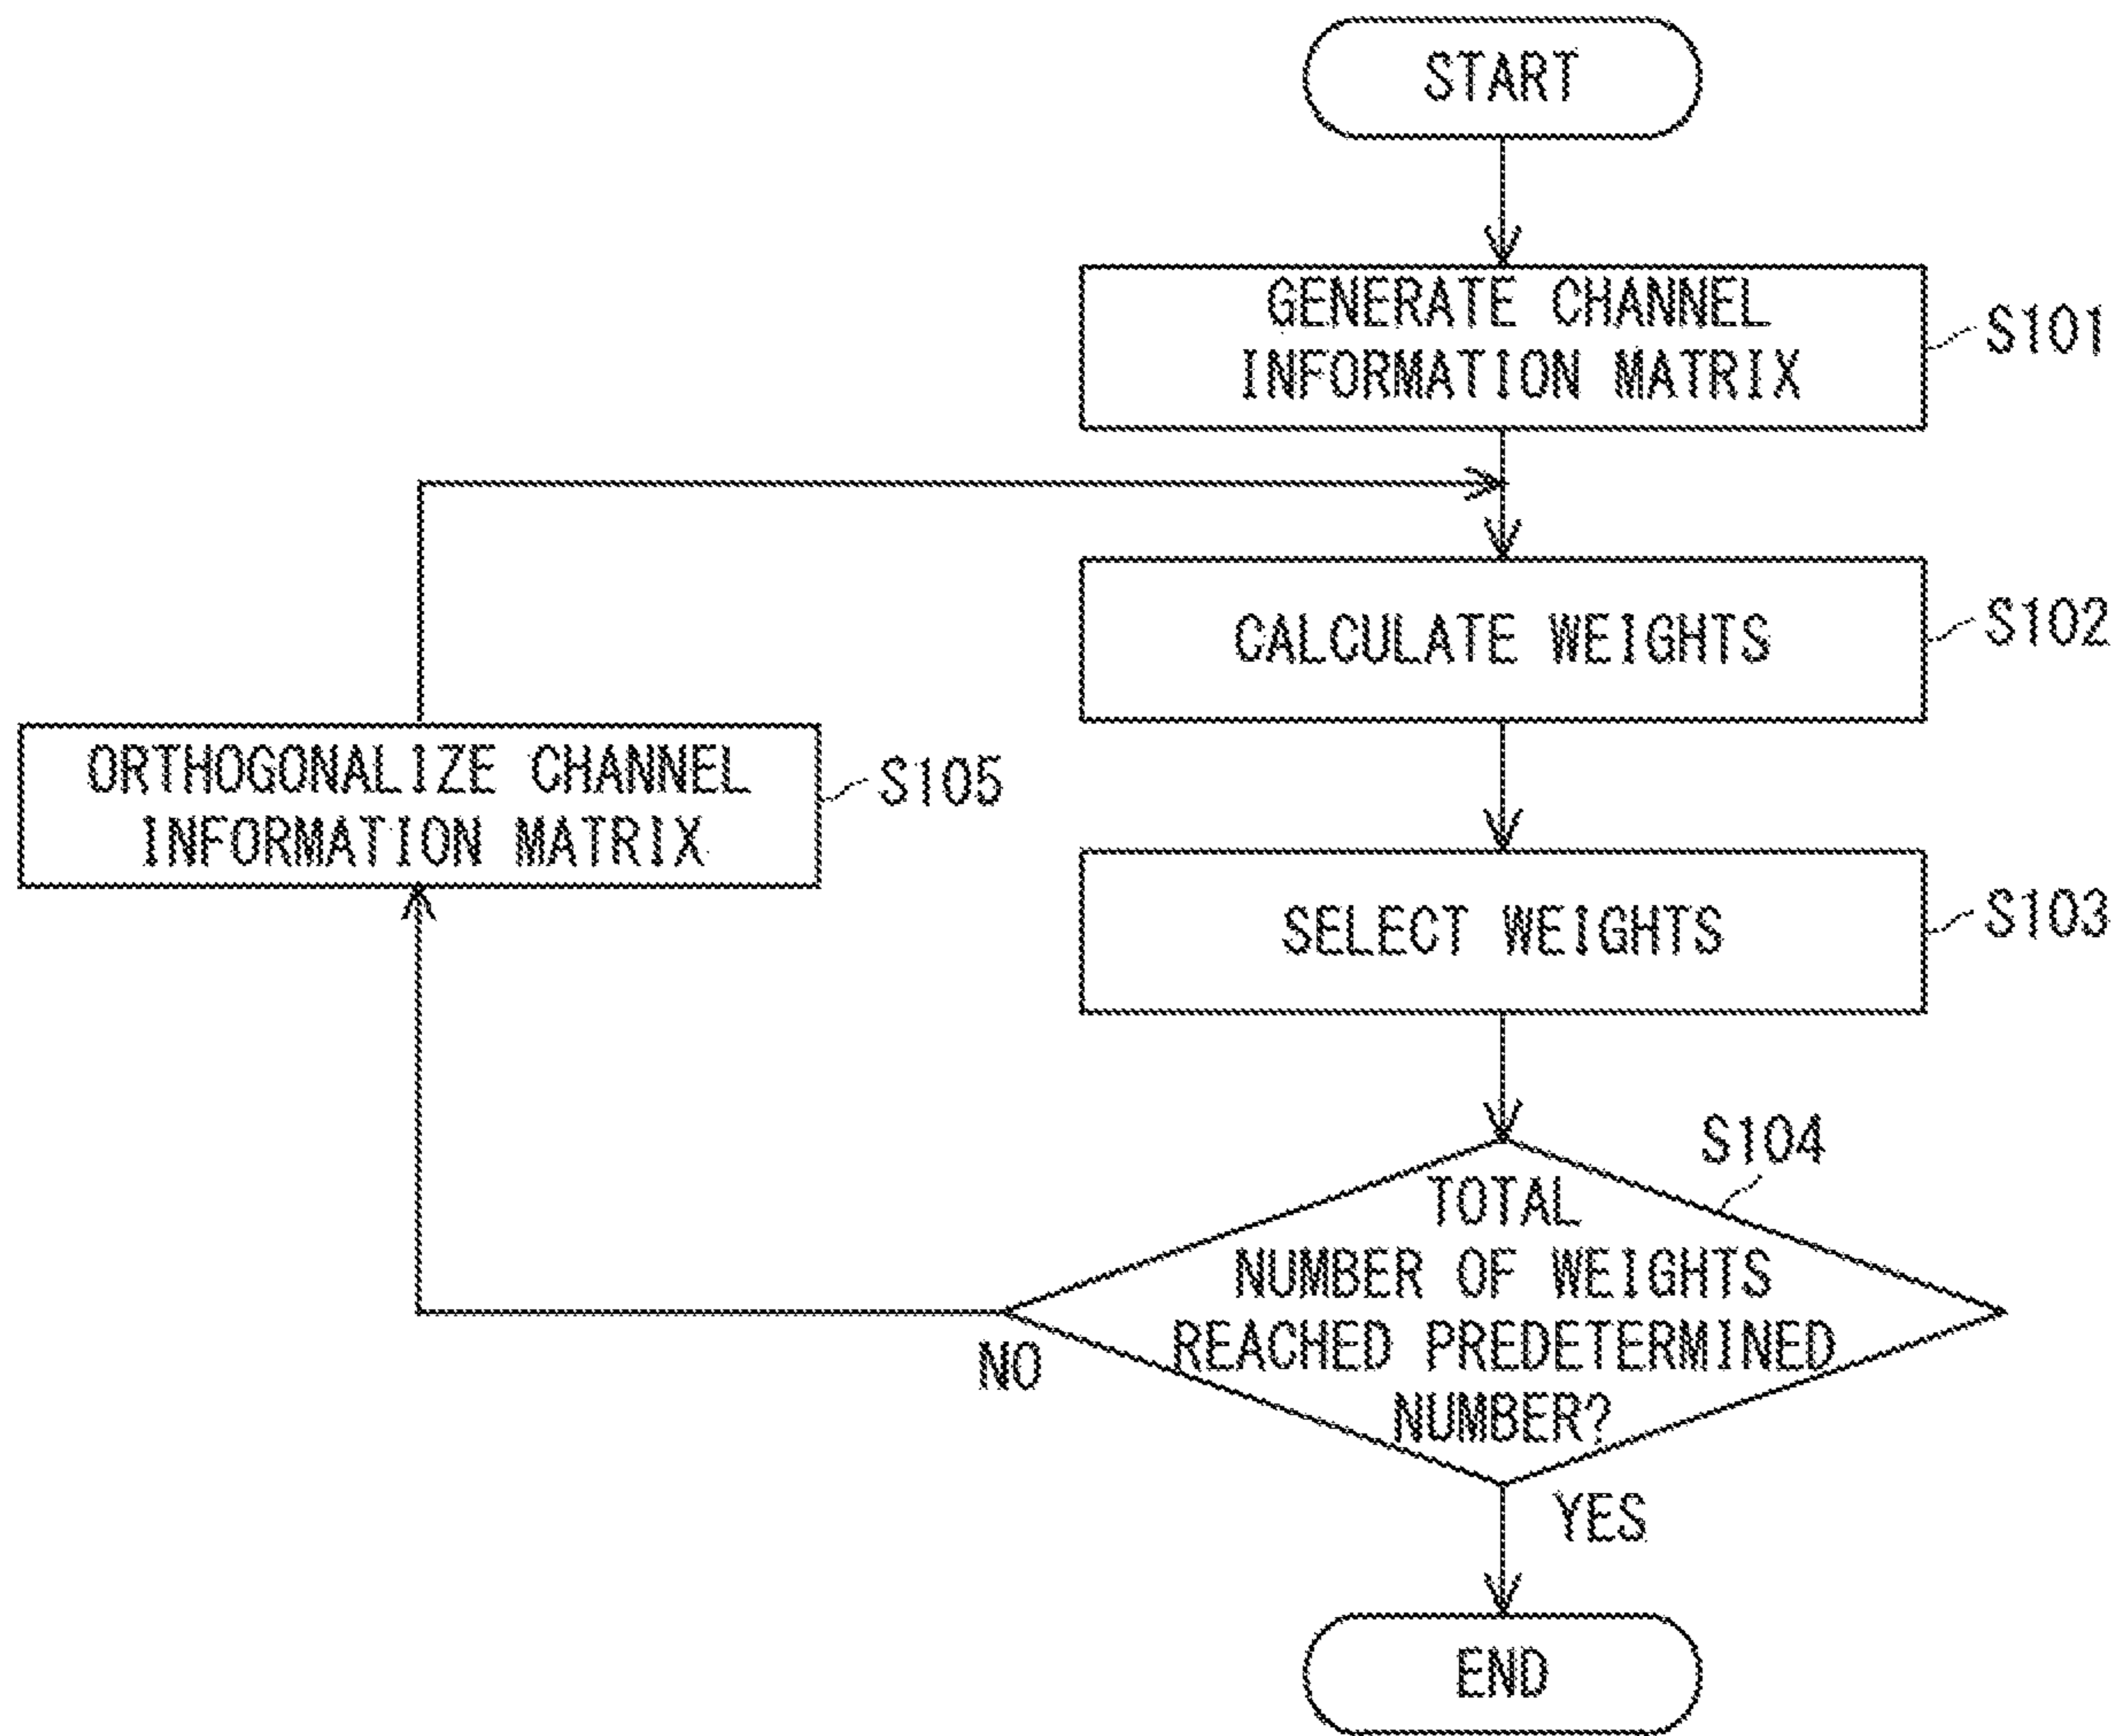 START
GENERATE CHANNEL
INFORMATION MATRIX
S101
CALCULATE WEIGHTS
S102
ORTHOGONALIZE CHANNEL
INFORMATION MATRIX
S105
SELECT WEIGHTS
S103
S104
TOTAL
NUMBER OF WEIGHTS
REACHED PREDETERMINED
NUMBER?
NO
YES
END